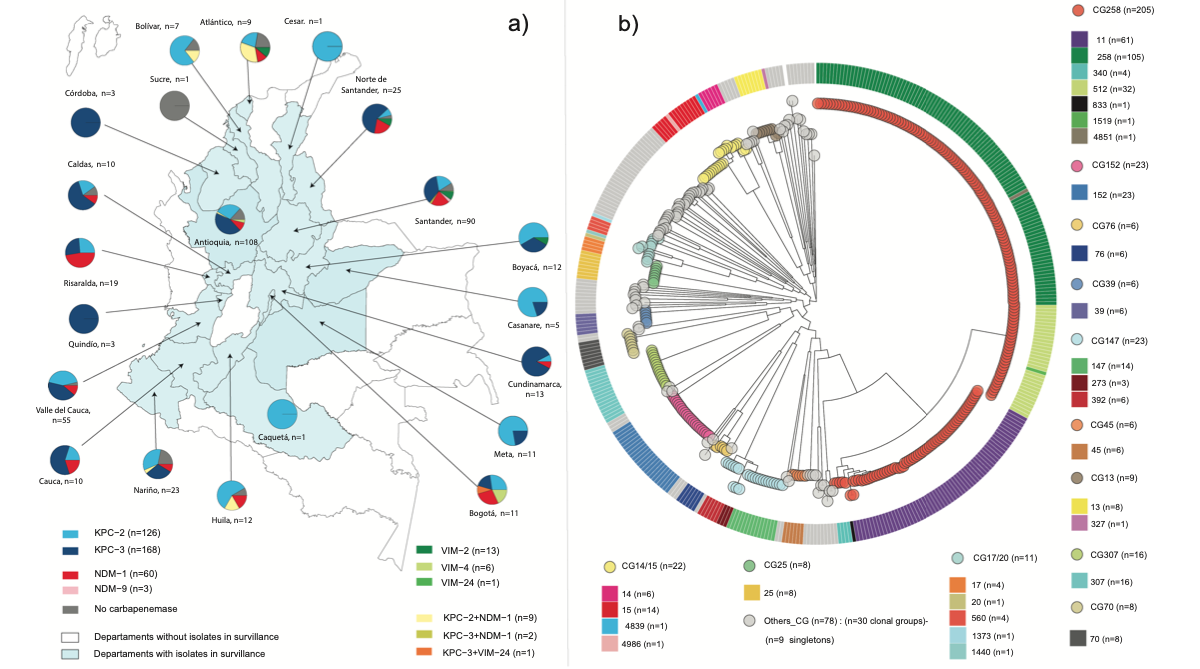 a)
Bolívar, n=7
Atlántico, n=9
Cesar. n=1
Sucre, n=1
Norte de
Santander, n=25
Córdoba, n=3
Caldas, n=10
Santander, n=90
Antioquia, n=108
Boyacá, n=12
Risaralda, n=19
Casanare, n=5
Quindío, n=3
Cundinamarca,
n=13
Valle del Cauca,
n=55
Caquetá, n=1
Meta, n=11
Cauca, n=10
Nariño, n=23
Huila, n=12
Bogotá, n=11
KPC-2 (n=126)
KPC-3 (n=168)
NDM-1 (n=60)
NDM-9 (n=3)
No carbapenemase
Departaments without isolates in survillance
Departaments with isolates in survillance
VIM-2 (n=13)
VIM-4 (n=6)
VIM-24 (n=1)
KPC-2+NDM-1 (n=9)
KPC-3+NDM-1 (n=2)
KPC-3+VIM-24 (n=1)
b)
CG258 (n=205)
11 (n=61)
258 (n=105)
340 (n=4)
512 (n=32)
833 (n=1)
1519 (n=1)
4851 (n=1)
CG152 (n=23)
152 (n=23)
CG76 (n=6)
76 (n=6)
CG39 (n=6)
39 (n=6)
CG147 (n=23)
147 (n=14)
273 (n=3)
392 (n=6)
CG45 (n=6)
45 (n=6)
CG13 (n=9)
13 (n=8)
327 (n=1)
CG307 (n=16)
307 (n=16)
CG70 (n=8)
70 (n=8)
CG14/15 (n=22)
14 (n=6)
15 (n=14)
4839 (n=1)
4986 (n=1)
CG25 (n=8)
25 (n=8)
Others_CG (n=78) : (n=30 clonal groups)-
(n=9 singletons)
CG17/20 (n=11)
17 (n=4)
20 (n=1)
560 (n=4)
1373 (n=1)
1440 (n=1)